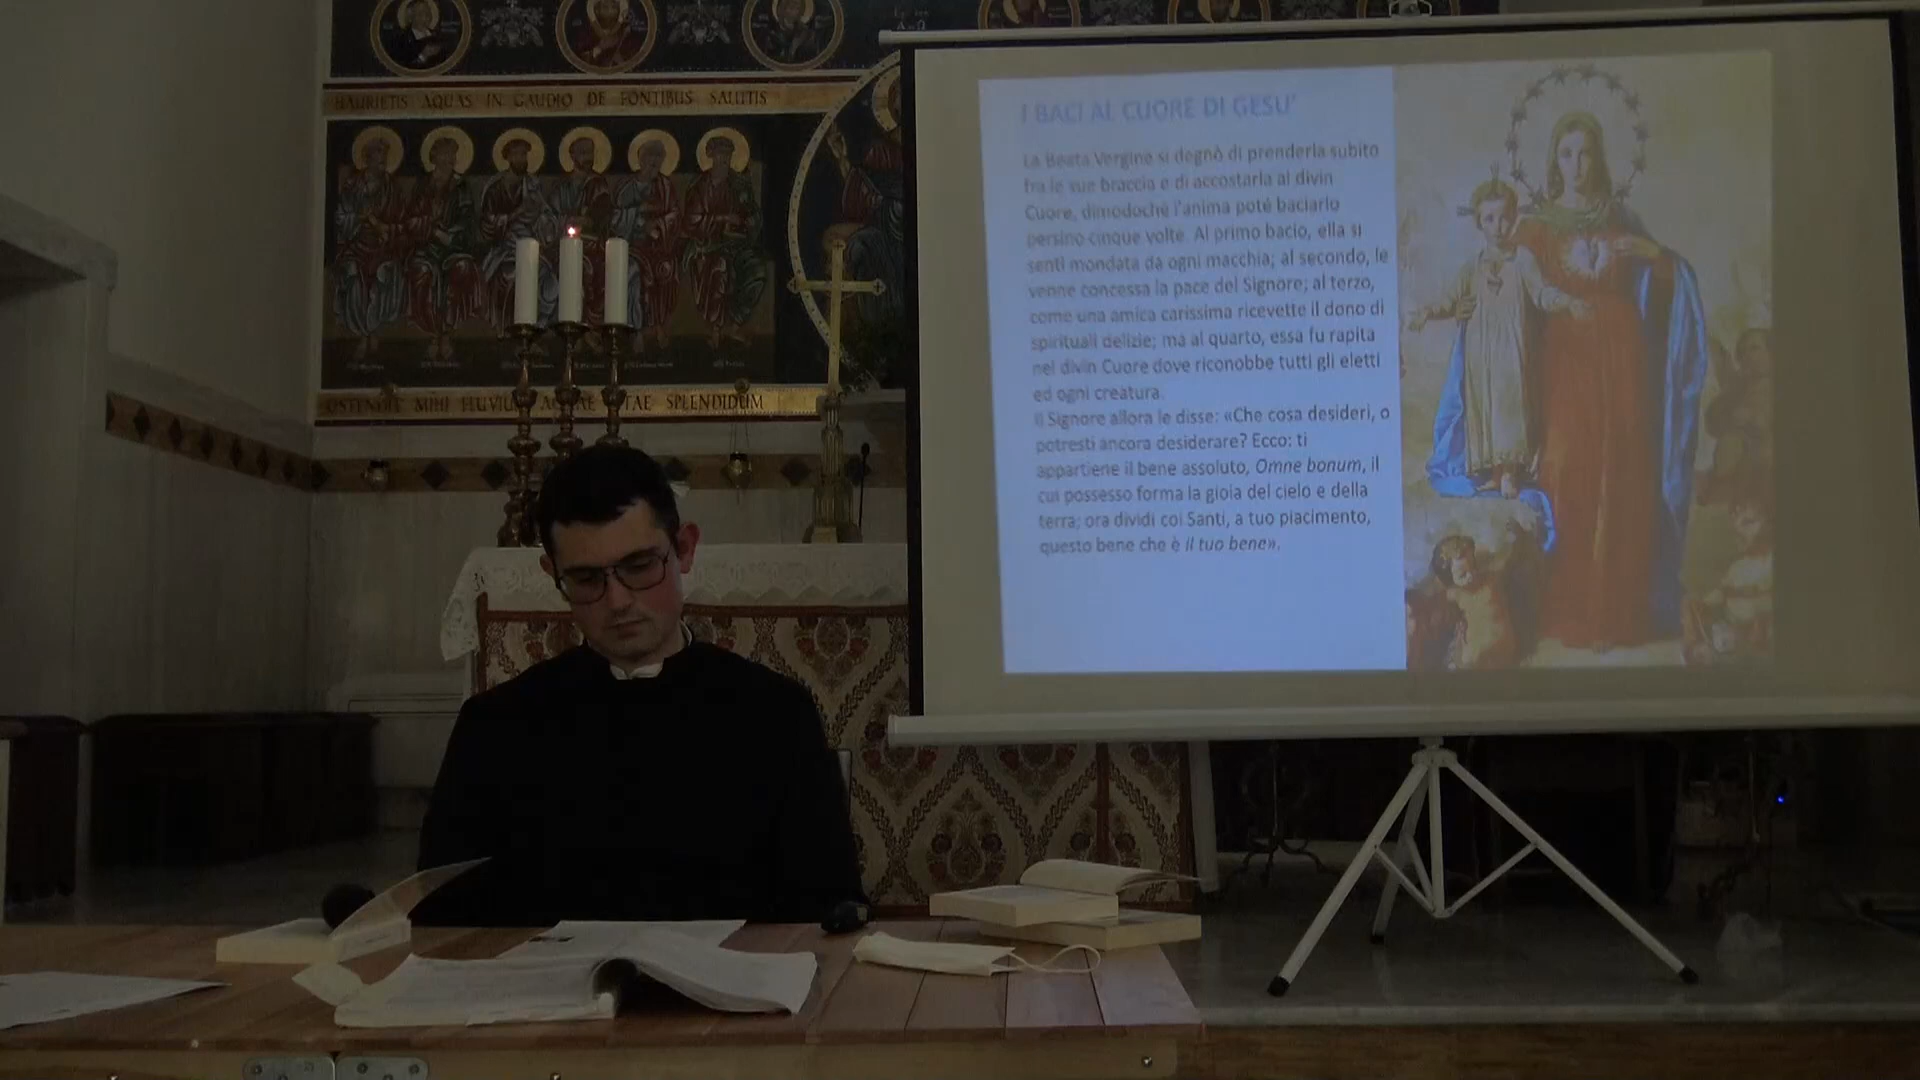 HAURIETIS AQUAS IN GAUDIO DE FONTIBUS SALUTIS
OSTENDIT MIHI FLUVIUM AQUAE VITAE SPLENDIDUM
I BACI AL CUORE DI GESU'
La Beata Vergine si degnò di prenderla subito
fra le sue braccia e di accostarla al divin
Cuore, dimodoché l'anima poté baciarlo
persino cinque volte. Al primo bacio, ella si
sentì mondata da ogni macchia; al secondo, le
venne concessa la pace del Signore; al terzo,
come una amica carissima ricevette il dono di
spirituali delizie; ma al quarto, essa fu rapita
nel divin Cuore dove riconobbe tutti gli eletti
ed ogni creatura.
Il Signore allora le disse: «Che cosa desideri, o
potresti ancora desiderare? Ecco: ti
appartiene il bene assoluto, Omne bonum, il
cui possesso forma la gioia del cielo e della
terra; ora dividi coi Santi, a tuo piacimento,
questo bene che è il tuo bene».